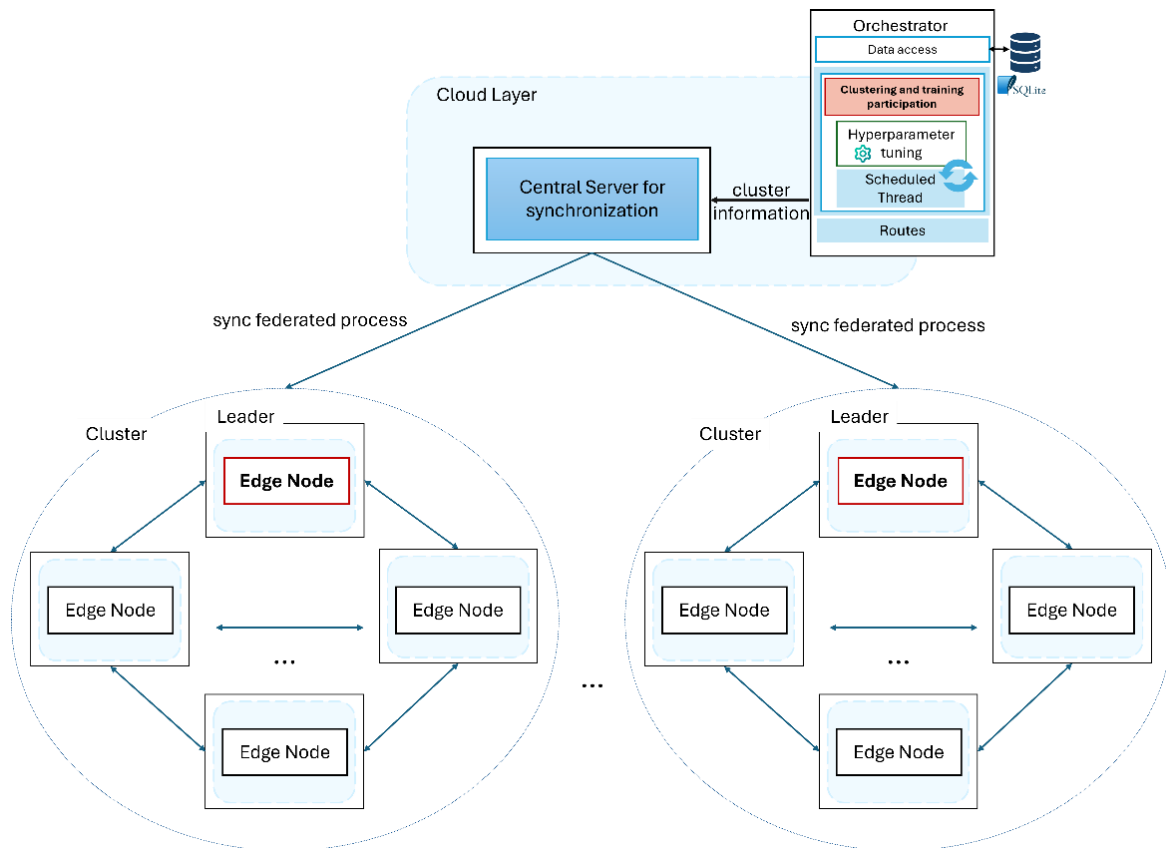 Orchestrator
Data access
SQLite
Cloud Layer
Clustering and training
participation
Hyperparameter
tuning
Scheduled
Thread
Routes
Central Server for
synchronization
cluster
information
sync federated process
sync federated process
Cluster
Leader
Edge Node
Edge Node
Edge Node
...
Edge Node
...
Cluster
Leader
Edge Node
Edge Node
Edge Node
...
Edge Node